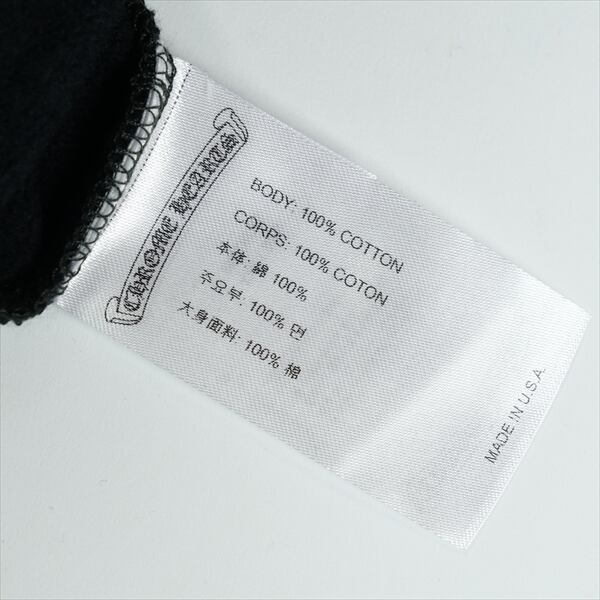 CHROME HEARTS
BODY: 100% COTTON
CORPS: 100% COTON
本体: 綿 100%
주요부: 100% 면
大身面料: 100% 棉
MADE IN U.S.A.